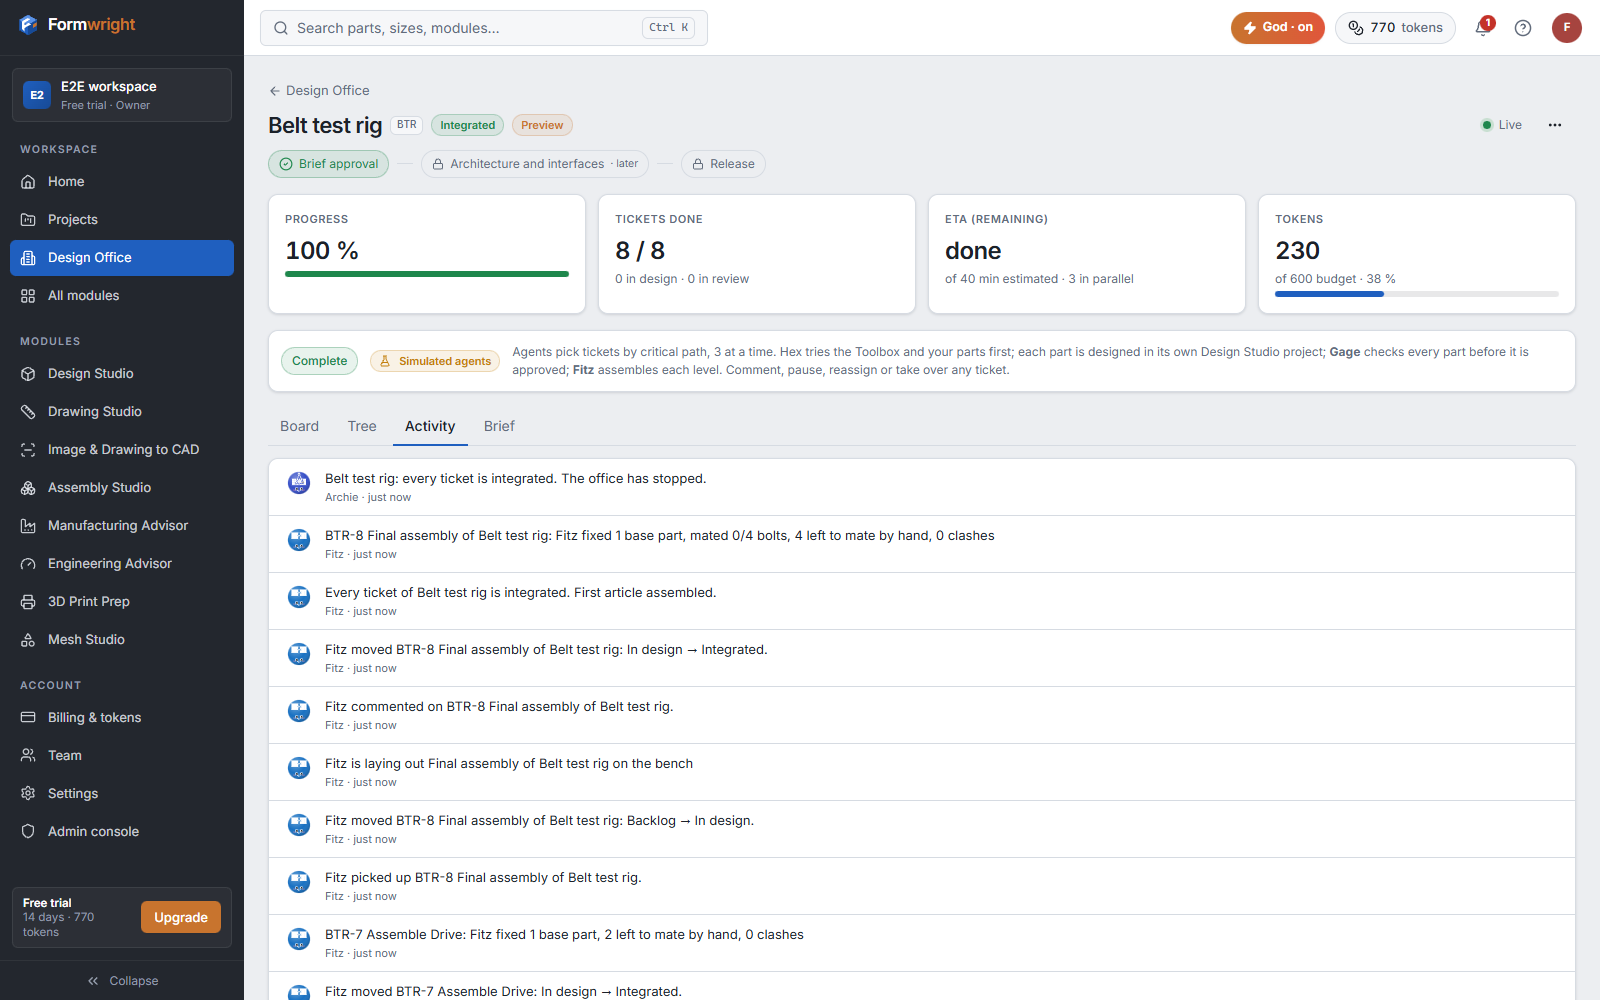 Formwright
Search parts, sizes, modules...
Ctrl K
God · on
770 tokens
1
F
E2
E2E workspace
Free trial · Owner
WORKSPACE
Home
Projects
Design Office
All modules
MODULES
Design Studio
Drawing Studio
Image & Drawing to CAD
Assembly Studio
Manufacturing Advisor
Engineering Advisor
3D Print Prep
Mesh Studio
ACCOUNT
Billing & tokens
Team
Settings
Admin console
Free trial
14 days · 770
tokens
Upgrade
Collapse
Design Office
Belt test rig
BTR
Integrated
Preview
Live
Brief approval
Architecture and interfaces · later
Release
PROGRESS
100 %
TICKETS DONE
8 / 8
0 in design · 0 in review
ETA (REMAINING)
done
of 40 min estimated · 3 in parallel
TOKENS
230
of 600 budget · 38 %
Complete
Simulated agents
Agents pick tickets by critical path, 3 at a time. Hex tries the Toolbox and your parts first; each part is designed in its own Design Studio project; Gage checks every part before it is
approved; Fitz assembles each level. Comment, pause, reassign or take over any ticket.
Board
Tree
Activity
Brief
Belt test rig: every ticket is integrated. The office has stopped.
Archie · just now
BTR-8 Final assembly of Belt test rig: Fitz fixed 1 base part, mated 0/4 bolts, 4 left to mate by hand, 0 clashes
Fitz · just now
Every ticket of Belt test rig is integrated. First article assembled.
Fitz · just now
Fitz moved BTR-8 Final assembly of Belt test rig: In design → Integrated.
Fitz · just now
Fitz commented on BTR-8 Final assembly of Belt test rig.
Fitz · just now
Fitz is laying out Final assembly of Belt test rig on the bench
Fitz · just now
Fitz moved BTR-8 Final assembly of Belt test rig: Backlog → In design.
Fitz · just now
Fitz picked up BTR-8 Final assembly of Belt test rig.
Fitz · just now
BTR-7 Assemble Drive: Fitz fixed 1 base part, 2 left to mate by hand, 0 clashes
Fitz · just now
Fitz moved BTR-7 Assemble Drive: In design → Integrated.